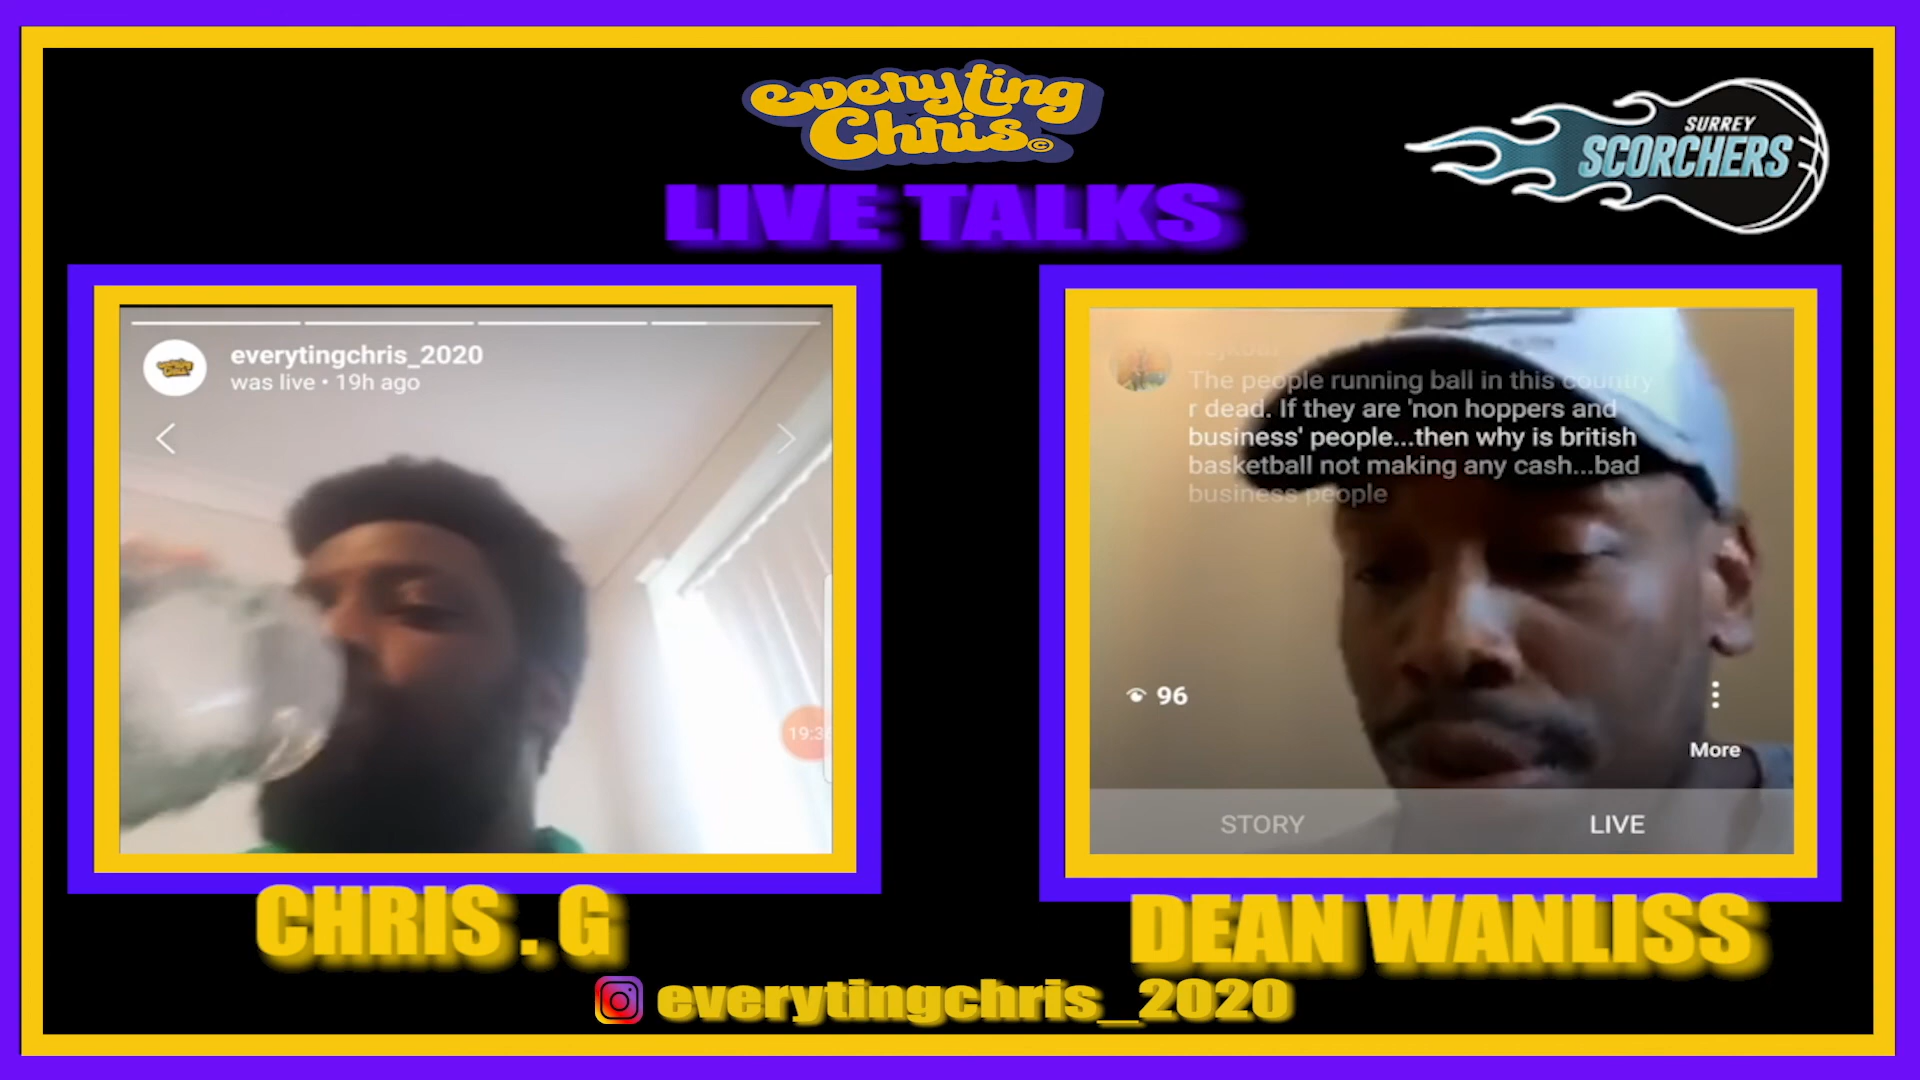 everyting
Chris ©
SURREY
SCORCHERS
LIVE TALKS
everytingchris_2020
was live • 19h ago
The people running ball in this country
r dead. If they are 'non hoppers and
business' people...then why is british
basketball not making any cash...bad
business people
96
More
STORY
LIVE
CHRIS . G
DEAN WANLISS
everytingchris_2020